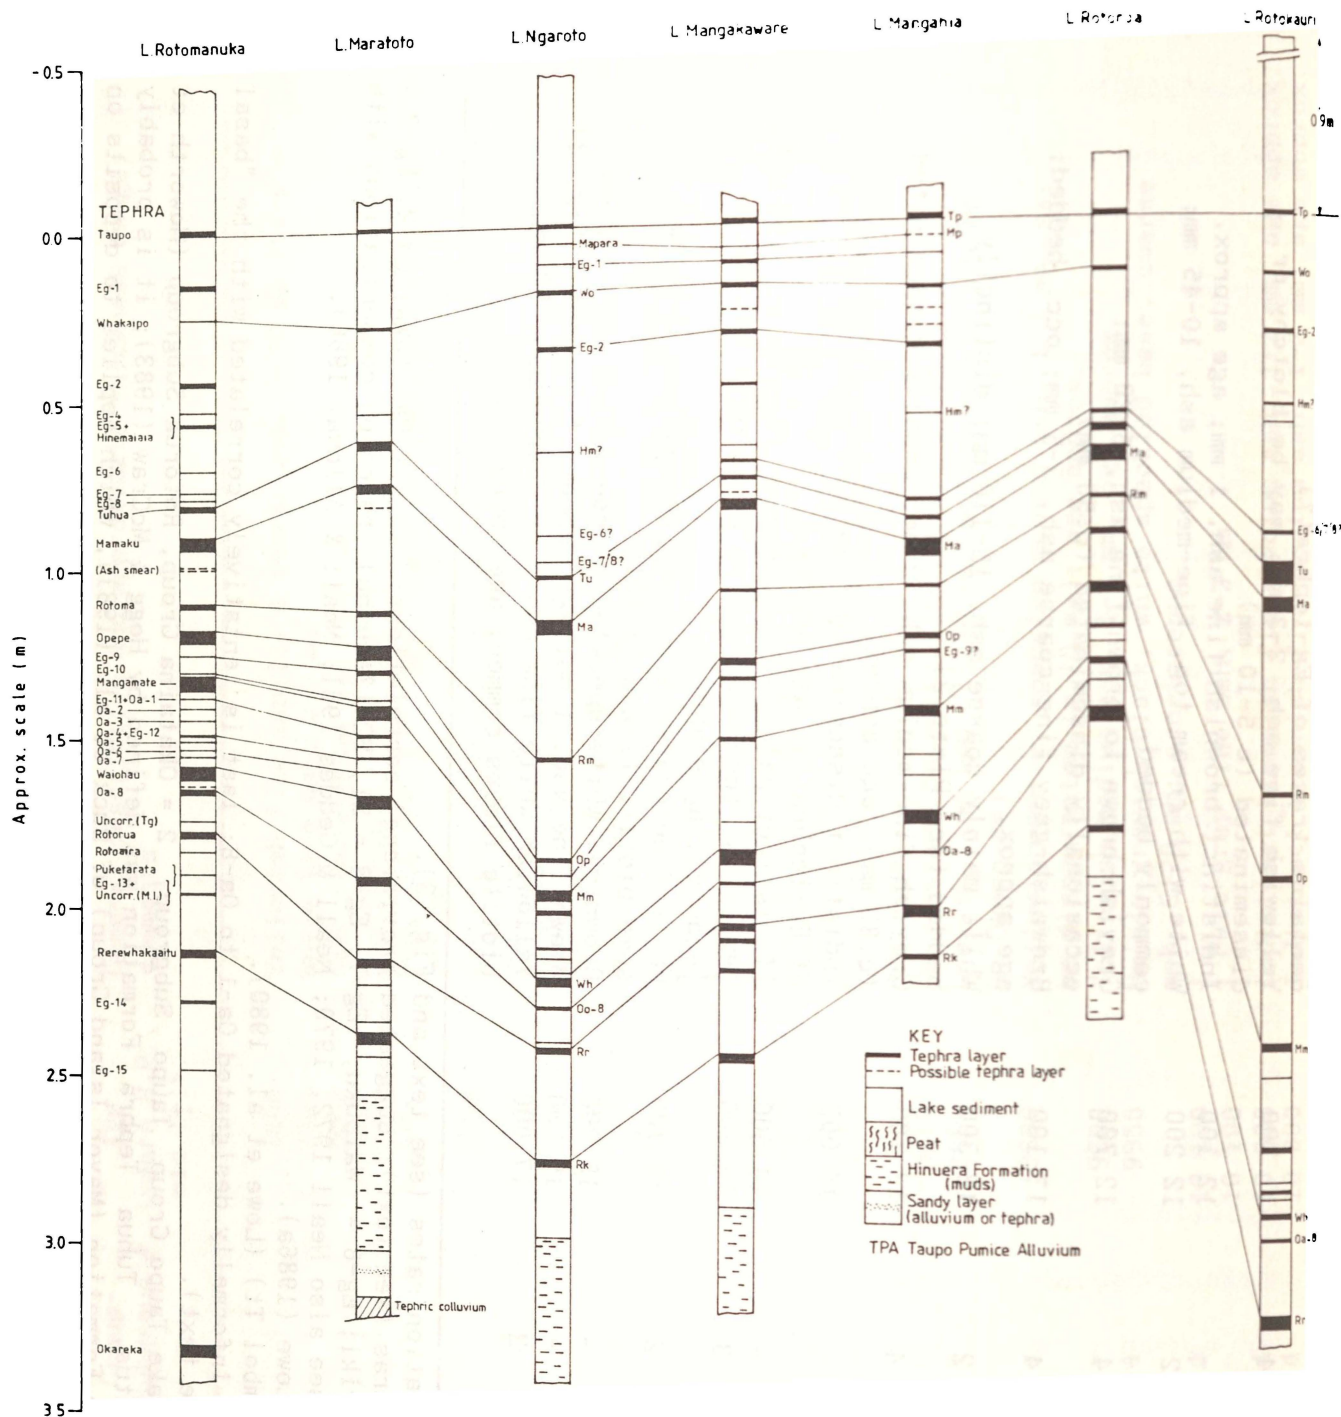 L.Rotomanuka
L.Maratoto
L.Ngaroto
L.Mangakaware
L.Mangahia
L.Rotokauri
-0.5
0.0
0.5
1.0
1.5
2.0
2.5
3.0
3.5
Approx. scale (m)
TEPHRA
Taupo
Eg-1
Whakaipo
Eg-2
Eg-4
Eg-5+
Hinemaiaia
Eg-6
Eg-7
Eg-8
Tuhua
Mamaku
(Ash smear)
Rotoma
Opepe
Eg-9
Eg-10
Mangamate
Eg-11+Oa-1
Oa-2
Oa-3
Oa-4+Eg-12
Oa-5
Oa-6
Oa-7
Waiohau
Oa-8
Uncorr.(Tg)
Rotorua
Rotoaira
Puketarata
Eg-13+
Uncorr.(M.I.)
Rerewhakaaitu
Eg-14
Eg-15
Okareka
Tephric colluvium
Mapara
Eg-1
Wo
Eg-2
Hm?
Eg-6?
Eg-7/8?
Tu
Ma
Rm
Op
Mm
Wh
Oa-8
Rr
Rk
Tp
Mp
Hm?
Ma
Op
Eg-9?
Mm
Wh
Oa-8
Rr
Rk
Ma
Rm
0.9m
Tp
Wo
Eg-2
Hm?
Eg-6/7/8?
Tu
Ma
Rm
Op
Mm
Wh
Oa-8
Rr
KEY
Tephra layer
Possible tephra layer
Lake sediment
Peat
Hinuera Formation
(muds)
Sandy layer
(alluvium or tephra)
TPA Taupo Pumice Alluvium